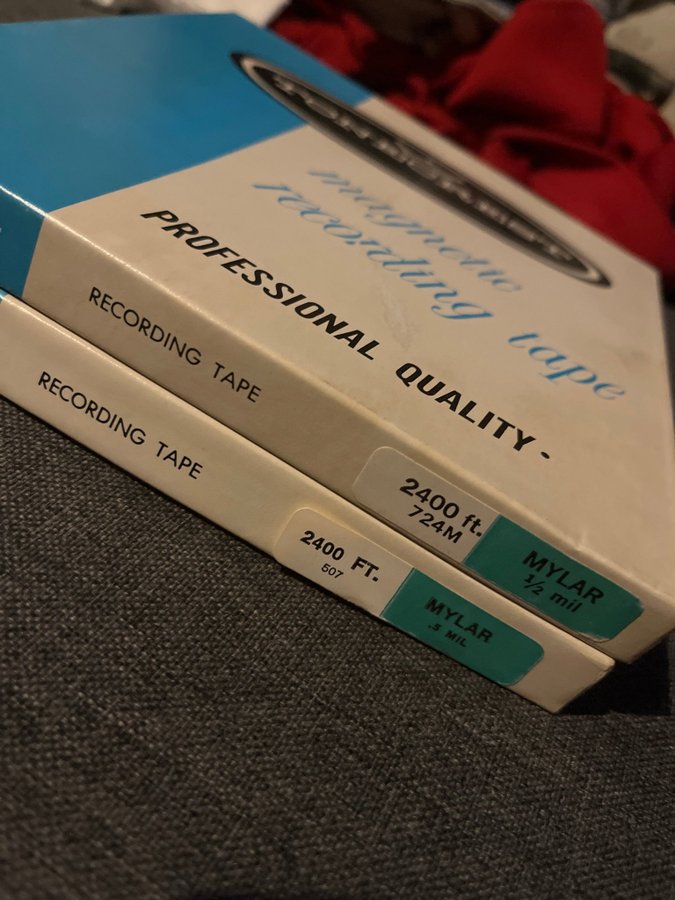 magnetic
recording tape
PROFESSIONAL QUALITY -
RECORDING TAPE
2400 ft.
724M
MYLAR
1/2 mil
RECORDING TAPE
2400 FT.
507
MYLAR
.5 MIL